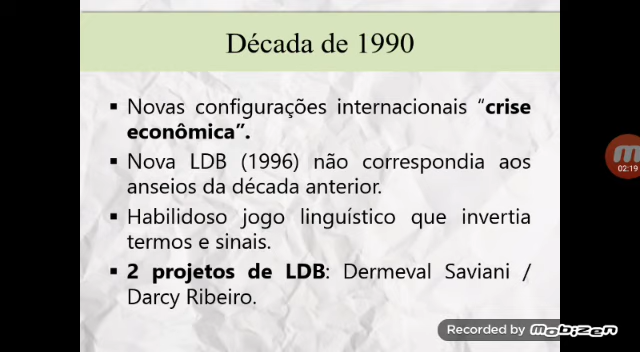 Década de 1990
▪ Novas configurações internacionais “crise
econômica”.
▪ Nova LDB (1996) não correspondia aos
anseios da década anterior.
▪ Habilidoso jogo linguístico que invertia
termos e sinais.
▪ 2 projetos de LDB: Dermeval Saviani /
Darcy Ribeiro.
02:19
Recorded by mobizen